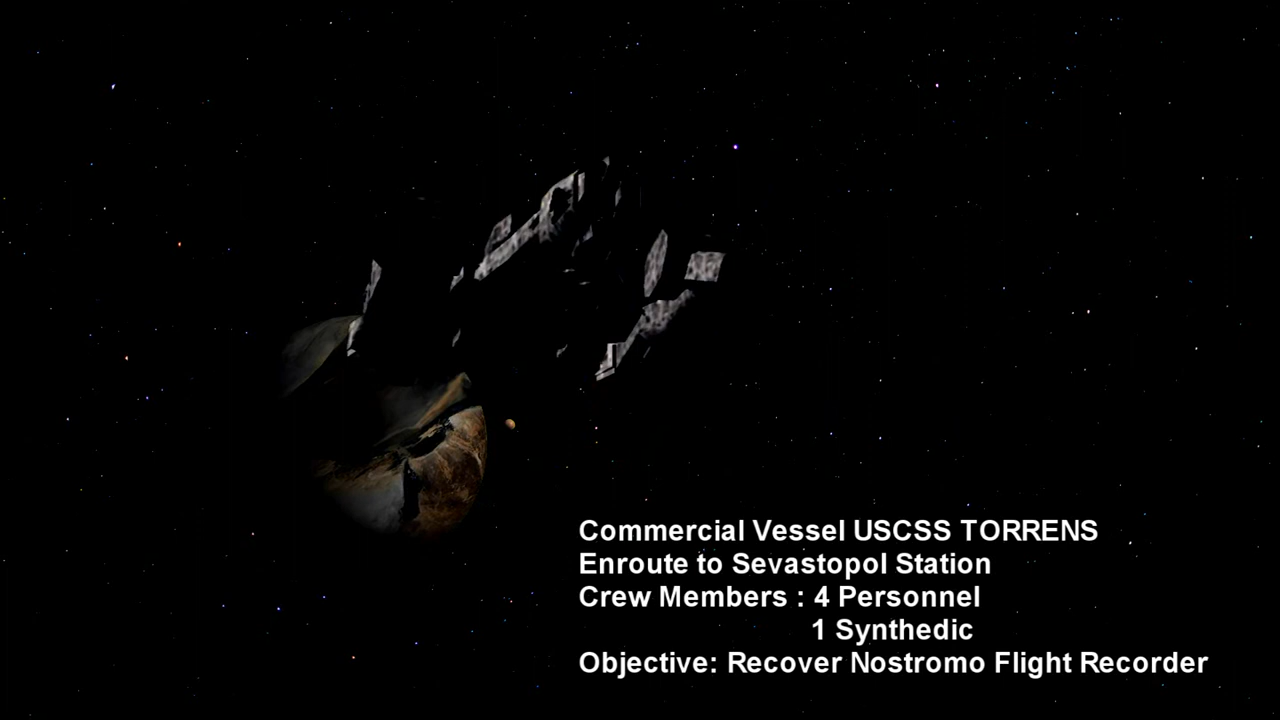 Commercial Vessel USCSS TORRENS
Enroute to Sevastopol Station
Crew Members : 4 Personnel
1 Synthedic
Objective: Recover Nostromo Flight Recorder